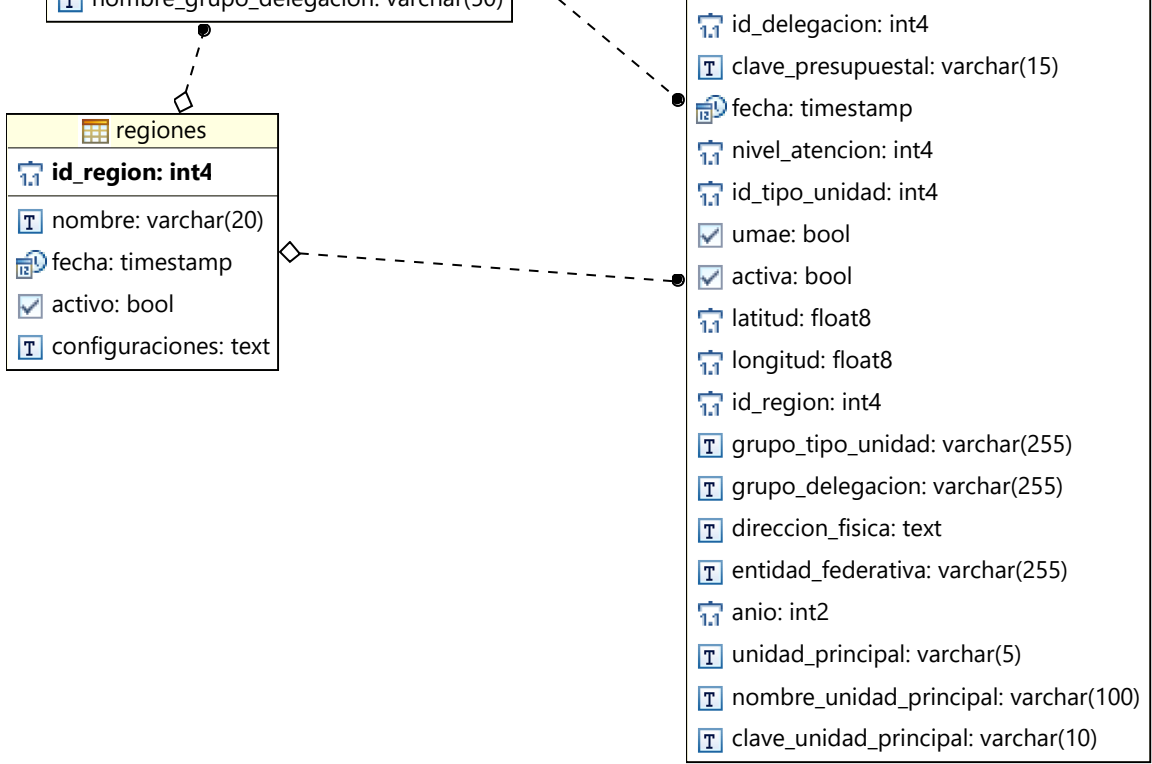 nombre_grupo_delegacion: varchar(50)
regiones
id_region: int4
nombre: varchar(20)
fecha: timestamp
activo: bool
configuraciones: text
id_delegacion: int4
clave_presupuestal: varchar(15)
fecha: timestamp
nivel_atencion: int4
id_tipo_unidad: int4
umae: bool
activa: bool
latitud: float8
longitud: float8
id_region: int4
grupo_tipo_unidad: varchar(255)
grupo_delegacion: varchar(255)
direccion_fisica: text
entidad_federativa: varchar(255)
anio: int2
unidad_principal: varchar(5)
nombre_unidad_principal: varchar(100)
clave_unidad_principal: varchar(10)